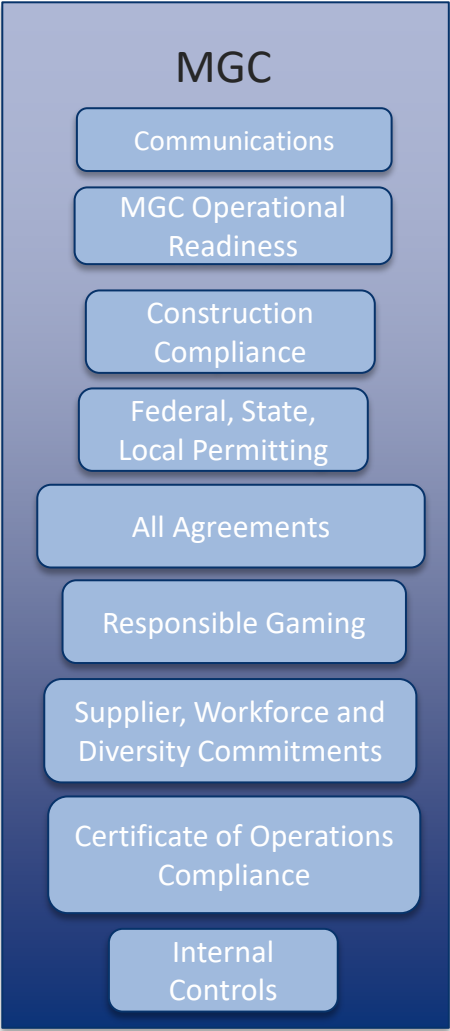 MGC
Communications
MGC Operational
Readiness
Construction
Compliance
Federal, State,
Local Permitting
All Agreements
Responsible Gaming
Supplier, Workforce and
Diversity Commitments
Certificate of Operations
Compliance
Internal
Controls